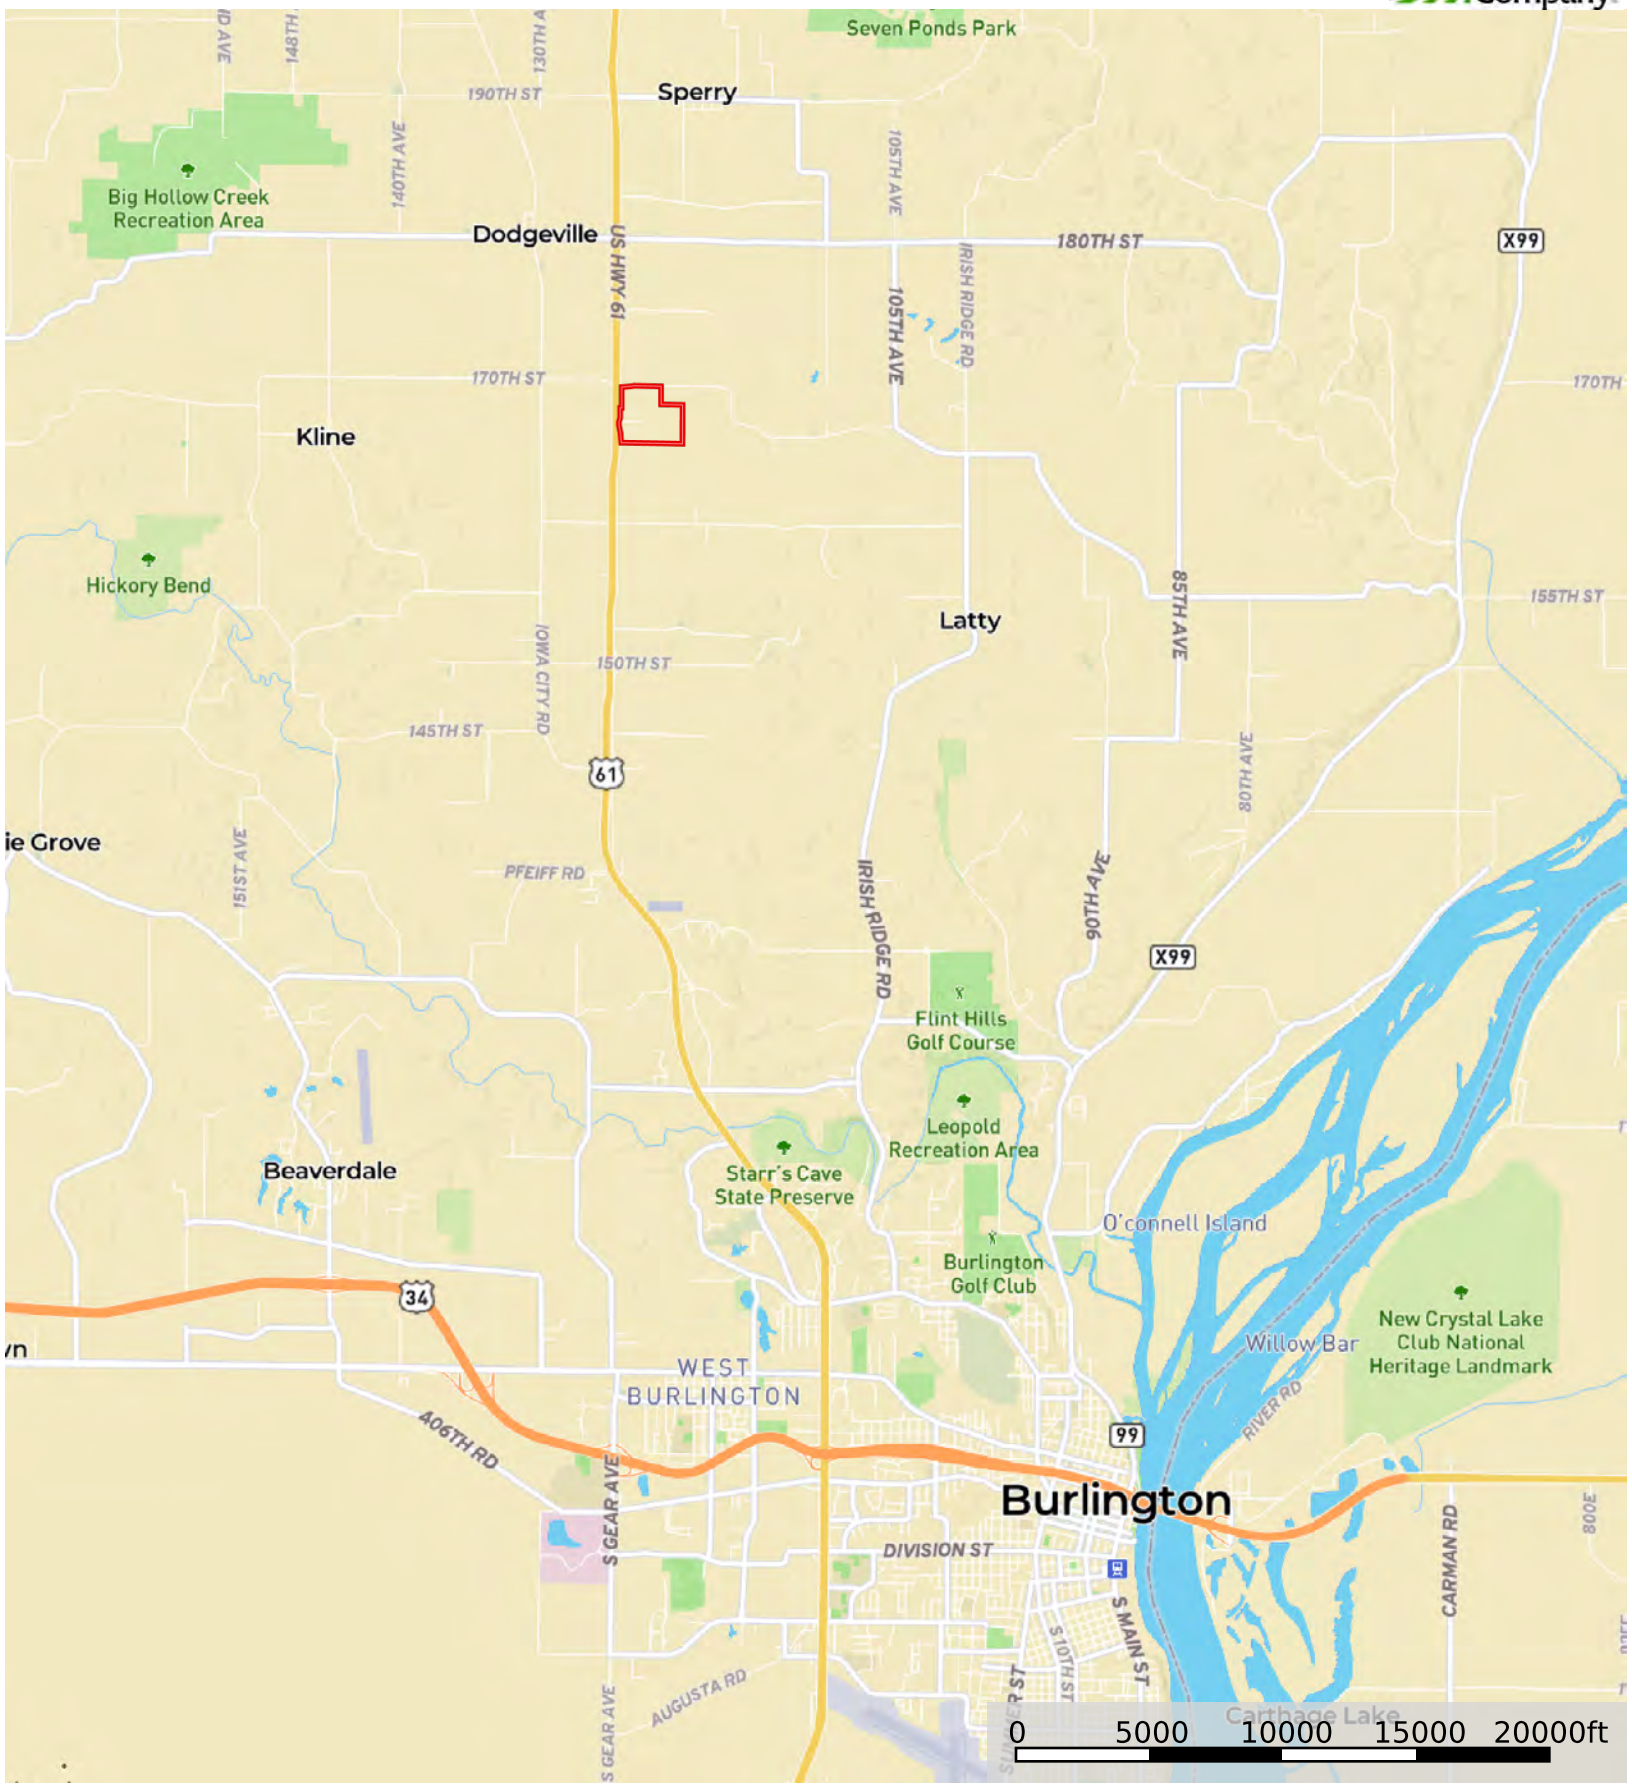 Company
Seven Ponds Park
148TH
130TH A
190TH ST
Sperry
140TH AVE
105TH AVE
Big Hollow Creek
Recreation Area
Dodgeville
US HWY 61
180TH ST
X99
IRISH RIDGE RD
105TH AVE
170TH ST
170TH
Kline
Hickory Bend
85TH AVE
155TH ST
Latty
IOWA CITY RD
150TH ST
145TH ST
80TH AVE
61
ie Grove
151ST AVE
PFEIFF RD
IRISH RIDGE RD
90TH AVE
X99
Flint Hills
Golf Course
Leopold
Recreation Area
Beaverdale
Starr's Cave
State Preserve
O'connell Island
Burlington
Golf Club
34
New Crystal Lake
Club National
Heritage Landmark
Willow Bar
vn
WEST
BURLINGTON
RIVER RD
406TH RD
99
S GEAR AVE
Burlington
800E
CARMAN RD
DIVISION ST
S MAIN ST
S 10TH ST
AUGUSTA RD
S GEAR AVE
Carthage Lake
0 5000 10000 15000 20000ft